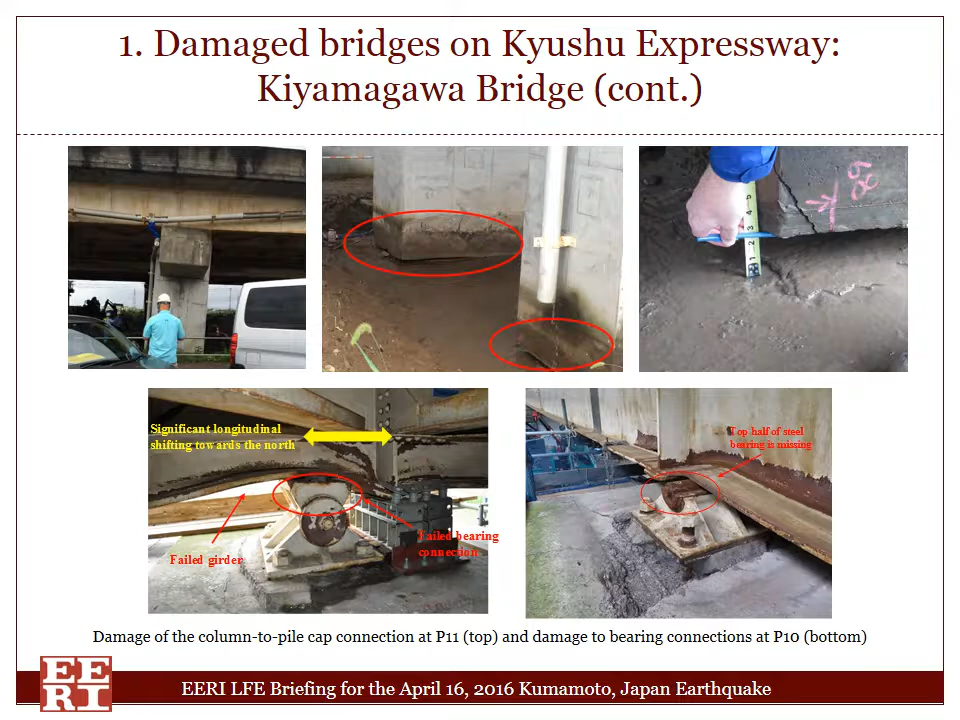 1. Damaged bridges on Kyushu Expressway:
Kiyamagawa Bridge (cont.)
Significant longitudinal
shifting towards the north
Failed girder
Failed bearing
connection
Top half of steel
bearing is missing
Damage of the column-to-pile cap connection at P11 (top) and damage to bearing connections at P10 (bottom)
EERI
EERI LFE Briefing for the April 16, 2016 Kumamoto, Japan Earthquake